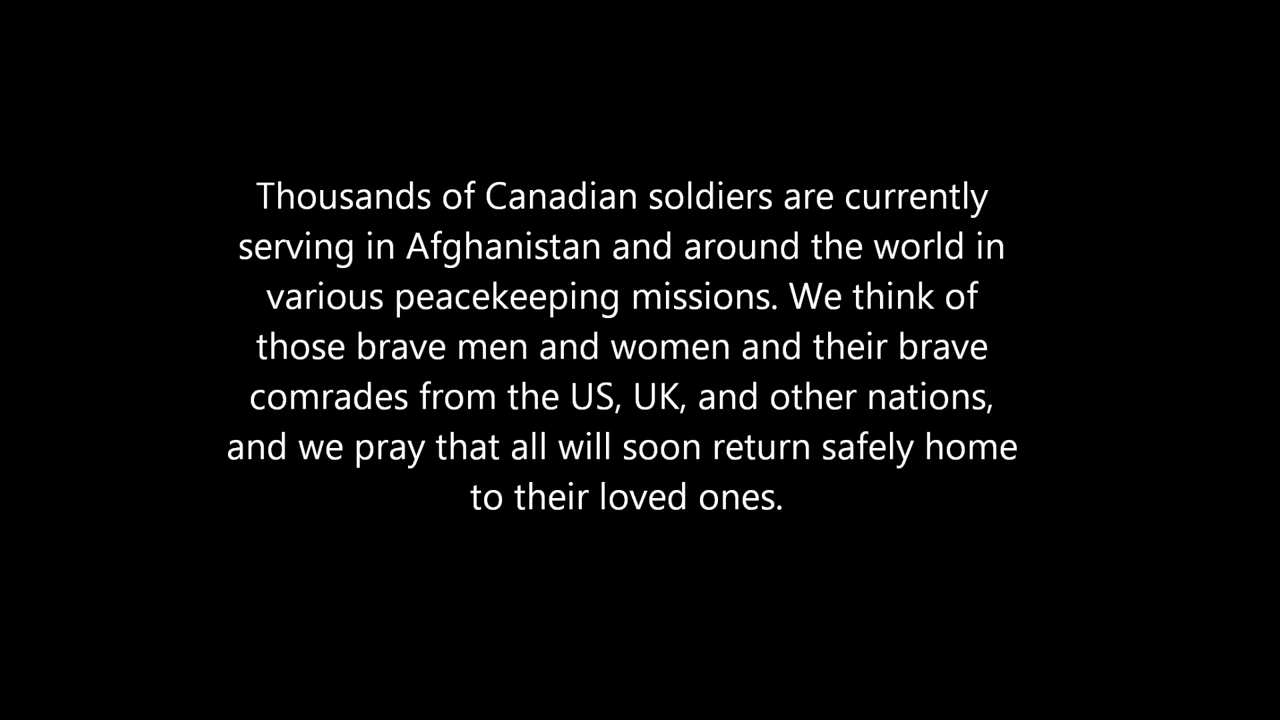 Thousands of Canadian soldiers are currently
serving in Afghanistan and around the world in
various peacekeeping missions. We think of
those brave men and women and their brave
comrades from the US, UK, and other nations,
and we pray that all will soon return safely home
to their loved ones.